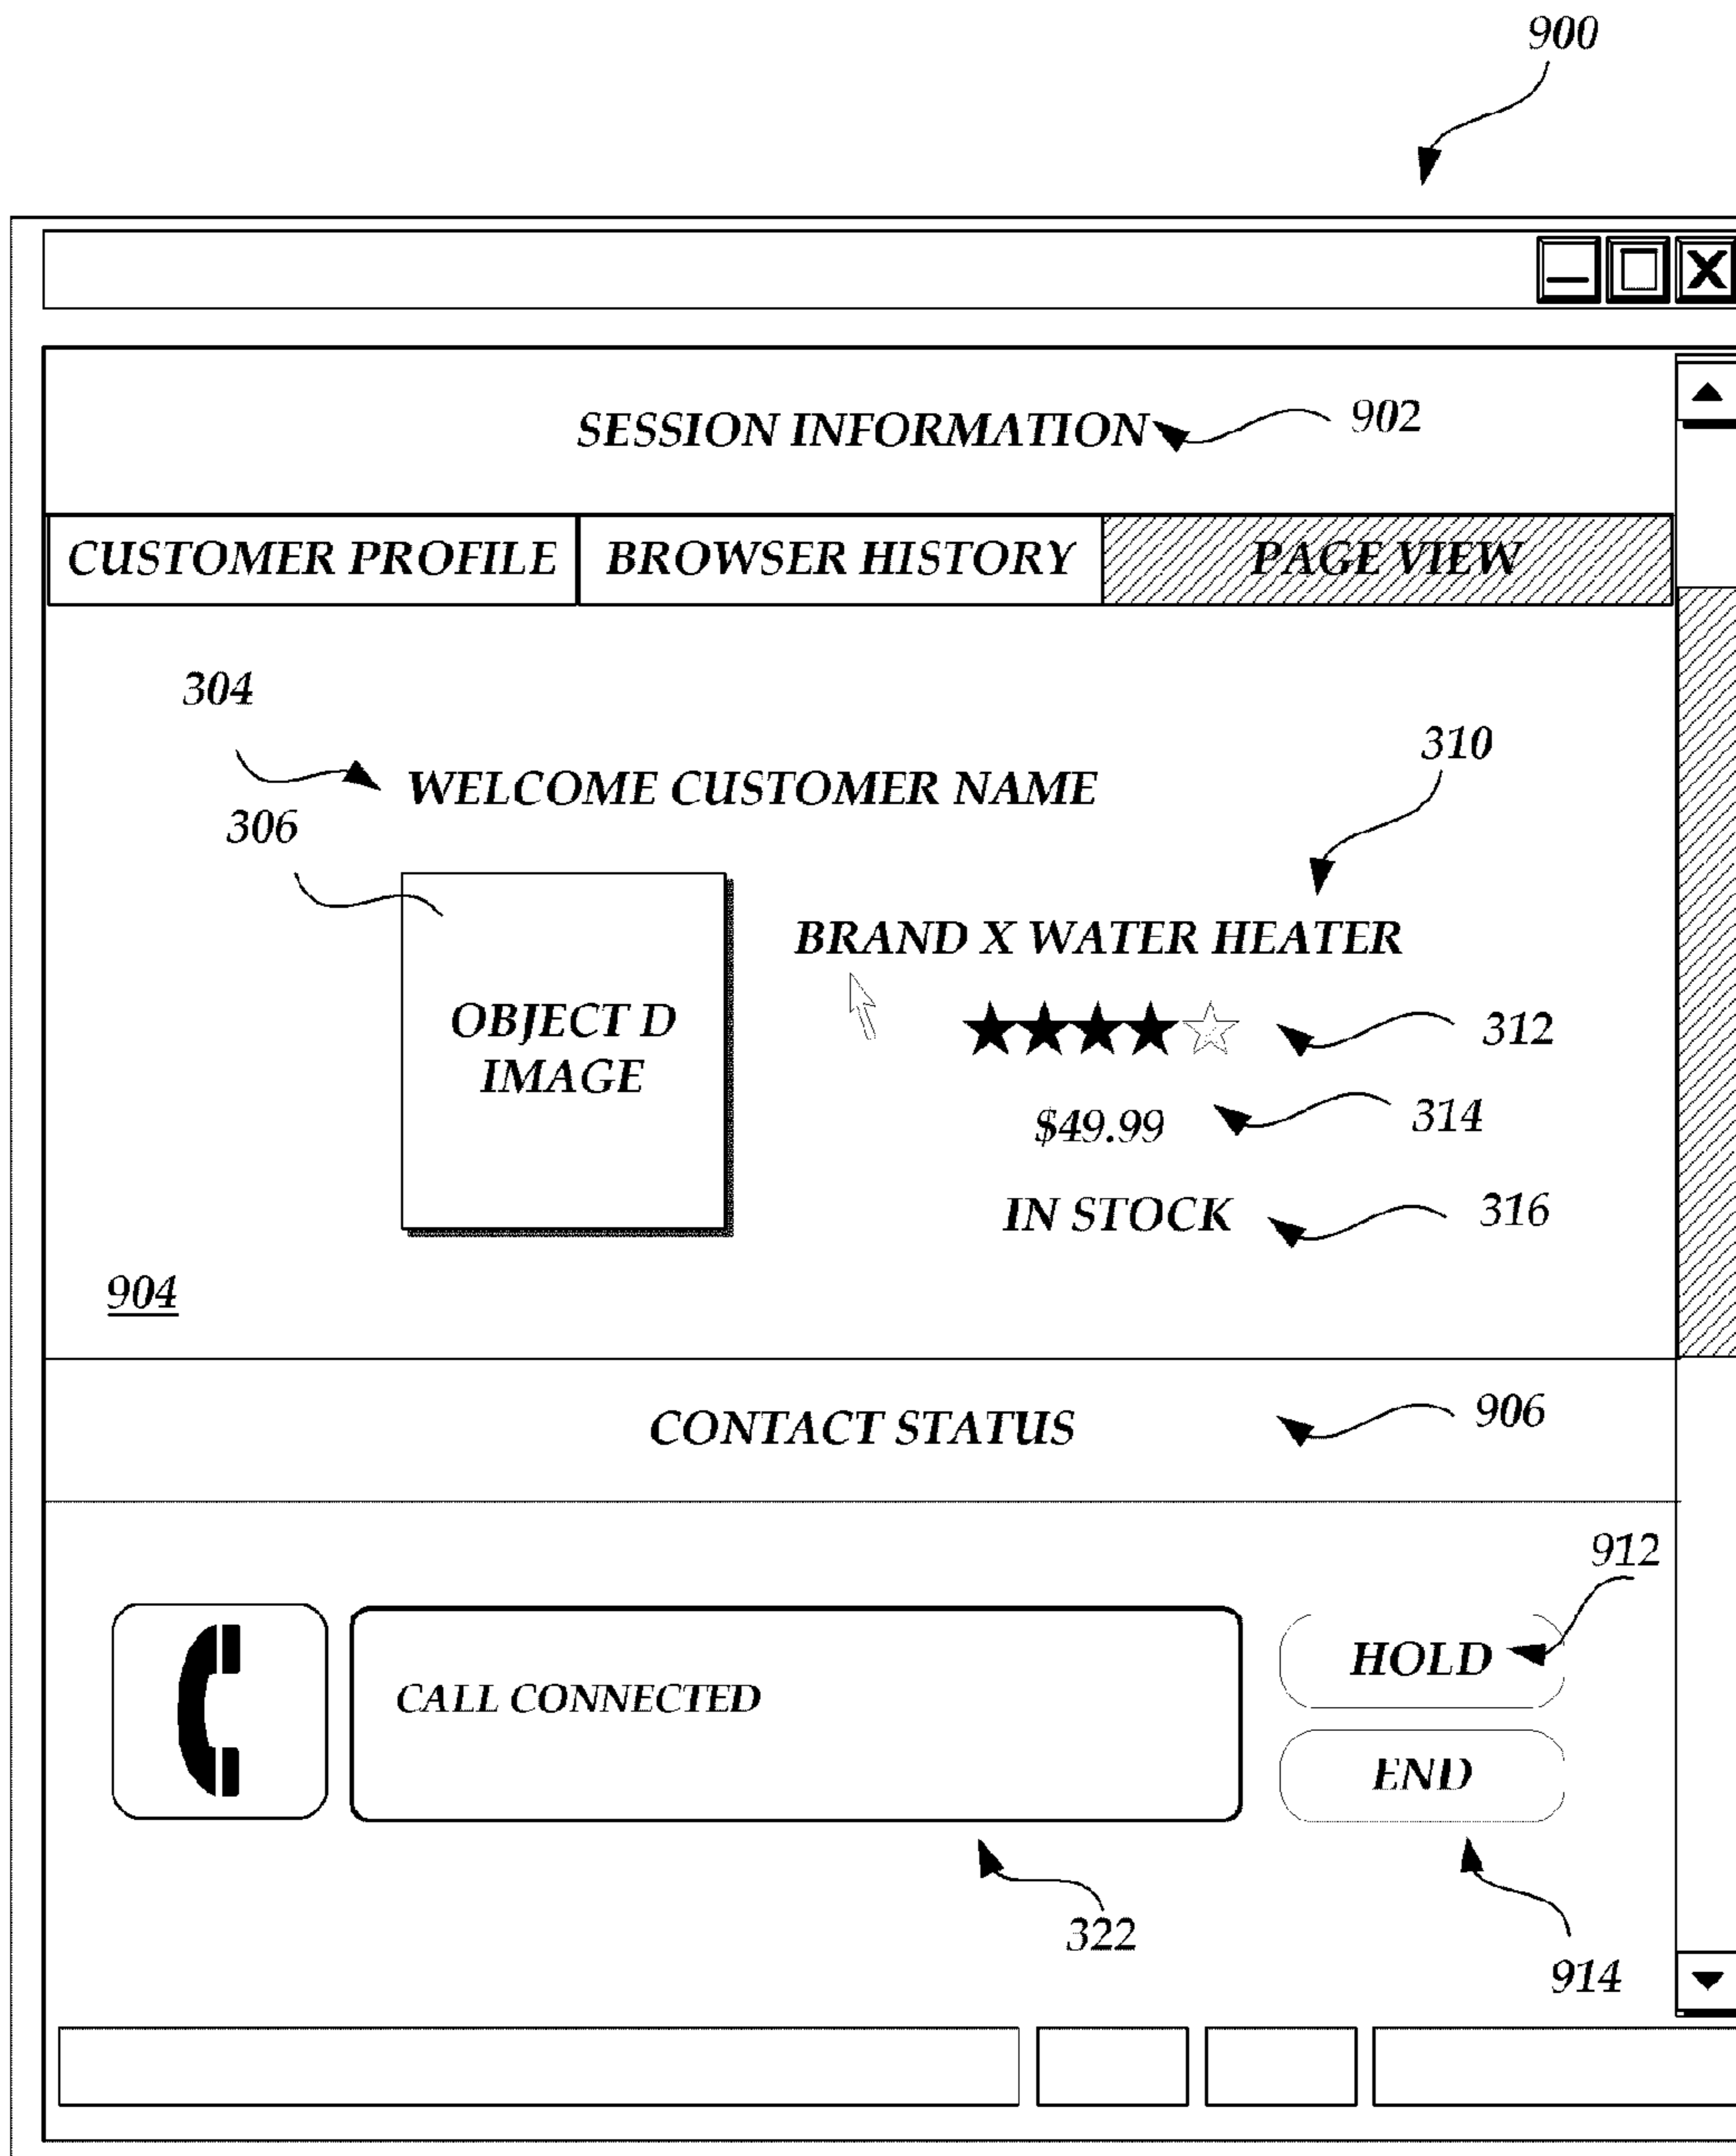 900
SESSION INFORMATION 902
CUSTOMER PROFILE BROWSER HISTORY PAGE VIEW
304
310
WELCOME CUSTOMER NAME
306
BRAND X WATER HEATER
OBJECT D
IMAGE
312
$49.99 314
IN STOCK 316
904
CONTACT STATUS 906
912
HOLD
CALL CONNECTED
END
322
914